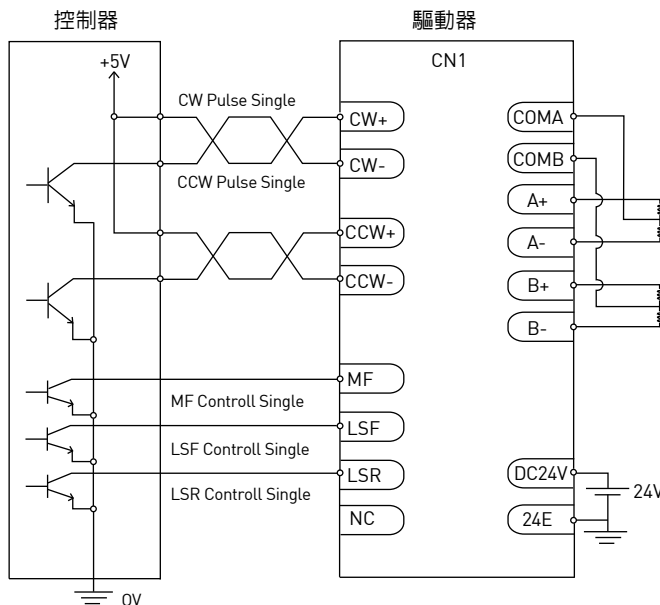 控制器
驅動器
+5V
CN1
CW Pulse Single
CW+
COMA
CCW Pulse Single
CW-
COMB
A+
CCW+
A-
CCW-
B+
B-
MF
MF Controll Single
LSF
LSF Controll Single
LSR
DC24V
LSR Controll Single
24V
NC
24E
0V